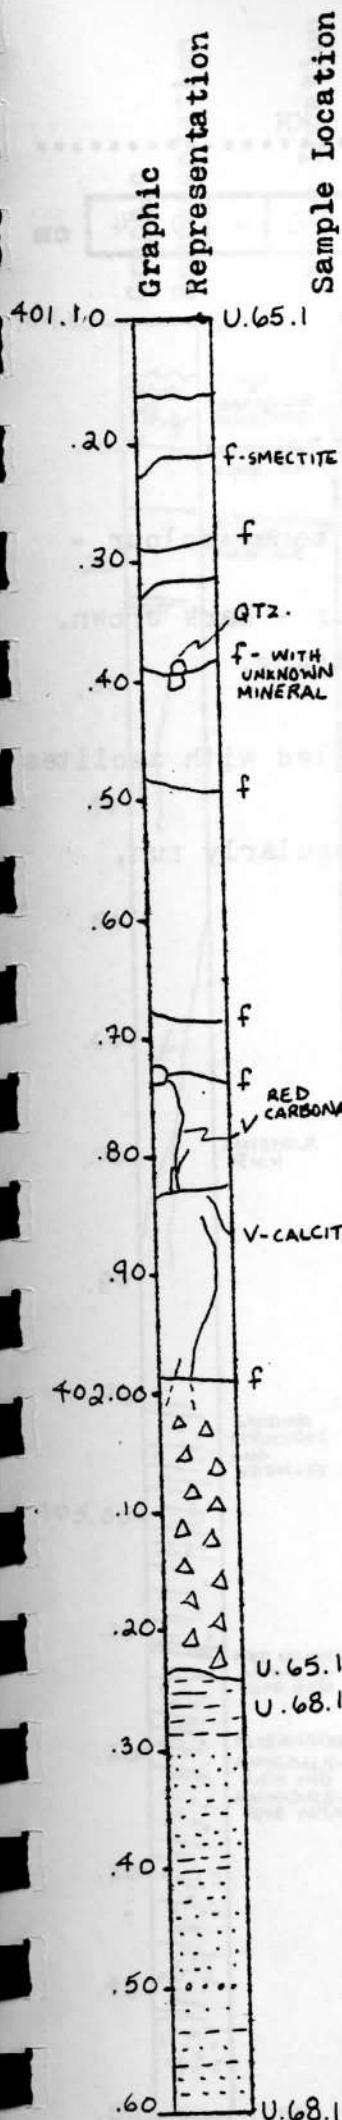 Graphic
Representation
Sample Location
401.10
U.65.1
.20
f-SMECTITE
f
.30
QTZ.
f - WITH
UNKNOWN
MINERAL
.40
f
.50
.60
f
.70
f
RED
CARBONA
V
.80
V-CALCIT
.90
f
402.00
.10
.20
U.65.1
U.68.1
.30
.40
.50
.60
U.68.1